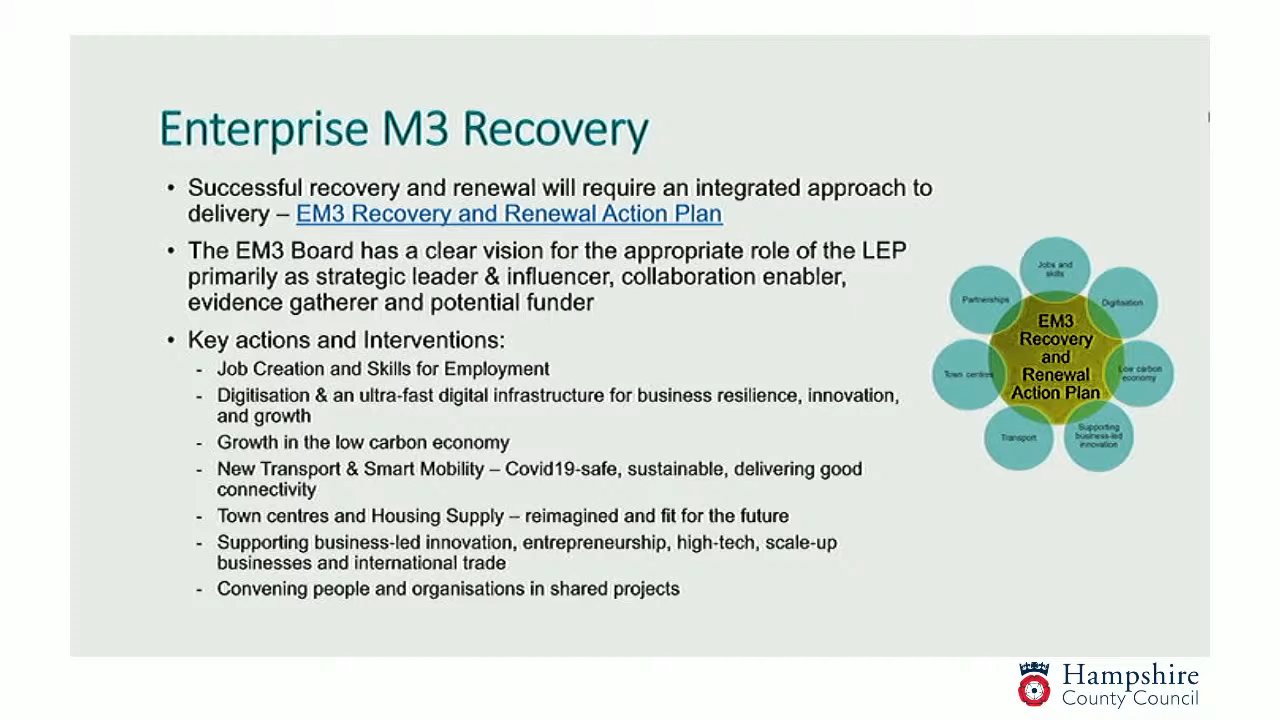 Enterprise M3 Recovery
• Successful recovery and renewal will require an integrated approach to
delivery – EM3 Recovery and Renewal Action Plan
• The EM3 Board has a clear vision for the appropriate role of the LEP
primarily as strategic leader & influencer, collaboration enabler,
evidence gatherer and potential funder
• Key actions and Interventions:
- Job Creation and Skills for Employment
- Digitisation & an ultra-fast digital infrastructure for business resilience, innovation,
and growth
- Growth in the low carbon economy
- New Transport & Smart Mobility – Covid19-safe, sustainable, delivering good
connectivity
- Town centres and Housing Supply – reimagined and fit for the future
- Supporting business-led innovation, entrepreneurship, high-tech, scale-up
businesses and international trade
- Convening people and organisations in shared projects
Jobs and
skills
Digitisation
Low carbon
economy
Supporting
business-led
innovation
Transport
Town centres
Partnerships
EM3
Recovery
and
Renewal
Action Plan
Hampshire
County Council